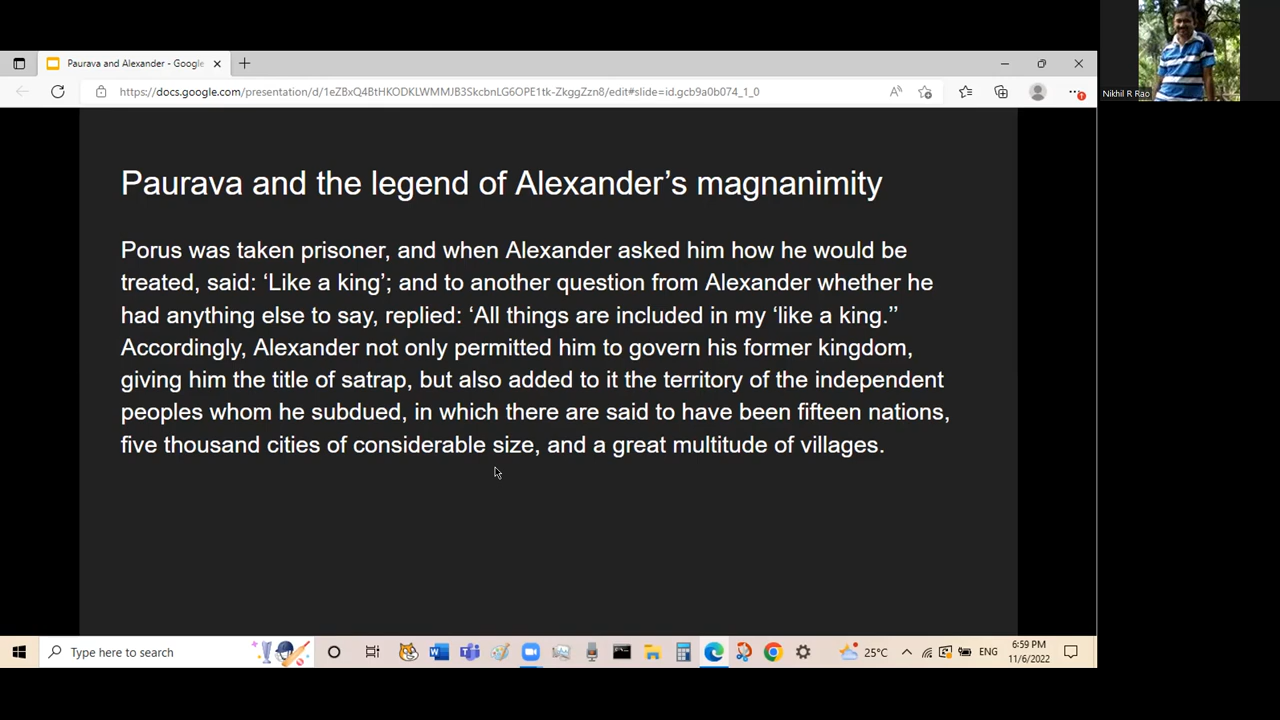 Paurava and Alexander - Google
https://docs.google.com/presentation/d/1eZBxQ4BtHKODKLWMMJB3SkcbnLG6OPE1tk-ZkggZzn8/edit#slide=id.gcb9a0b074_1_0
Nikhil R Rao
Paurava and the legend of Alexander’s magnanimity
Porus was taken prisoner, and when Alexander asked him how he would be
treated, said: ‘Like a king’; and to another question from Alexander whether he
had anything else to say, replied: ‘All things are included in my ‘like a king.’’
Accordingly, Alexander not only permitted him to govern his former kingdom,
giving him the title of satrap, but also added to it the territory of the independent
peoples whom he subdued, in which there are said to have been fifteen nations,
five thousand cities of considerable size, and a great multitude of villages.
Type here to search
25°C
ENG
6:59 PM
11/6/2022